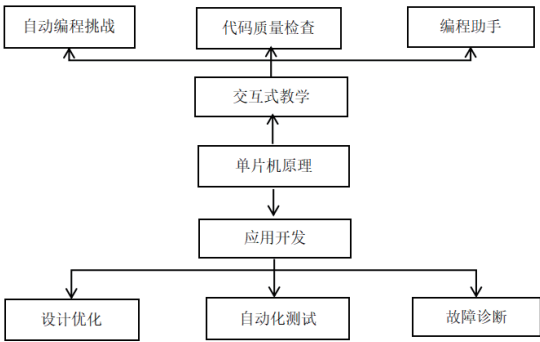 自动编程挑战
代码质量检查
编程助手
交互式教学
单片机原理
应用开发
设计优化
自动化测试
故障诊断